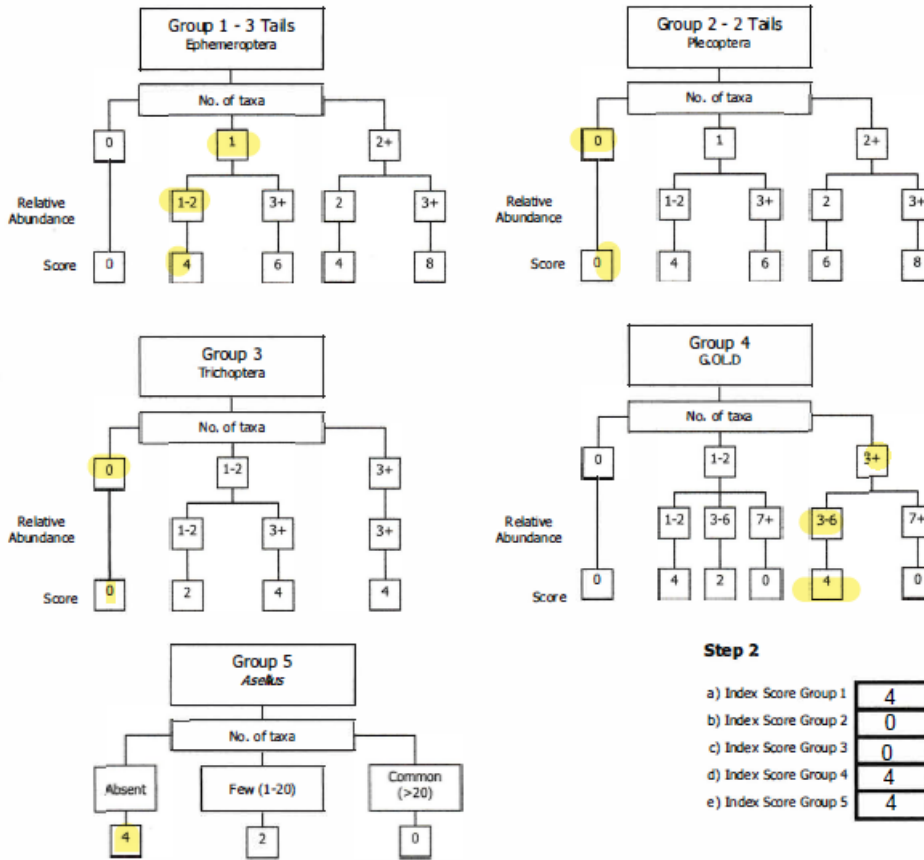 Group 1 - 3 Tails
Ephemeroptera
No. of taxa
0
1
2+
Relative
Abundance
1-2
3+
2
3+
Score
0
4
6
4
8
Group 2 - 2 Tails
Plecoptera
No. of taxa
0
1
2+
Relative
Abundance
1-2
3+
2
3+
Score
0
4
6
6
8
Group 3
Trichoptera
No. of taxa
0
1-2
3+
Relative
Abundance
1-2
3+
3+
Score
0
2
4
4
Group 4
G.OL.D
No. of taxa
0
1-2
3+
Relative
Abundance
1-2
3-6
7+
3-6
7+
Score
0
4
2
0
4
0
Group 5
Asellus
No. of taxa
Absent
Few (1-20)
Common
(>20)
4
2
0
Step 2
a) Index Score Group 1 4
b) Index Score Group 2 0
c) Index Score Group 3 0
d) Index Score Group 4 4
e) Index Score Group 5 4